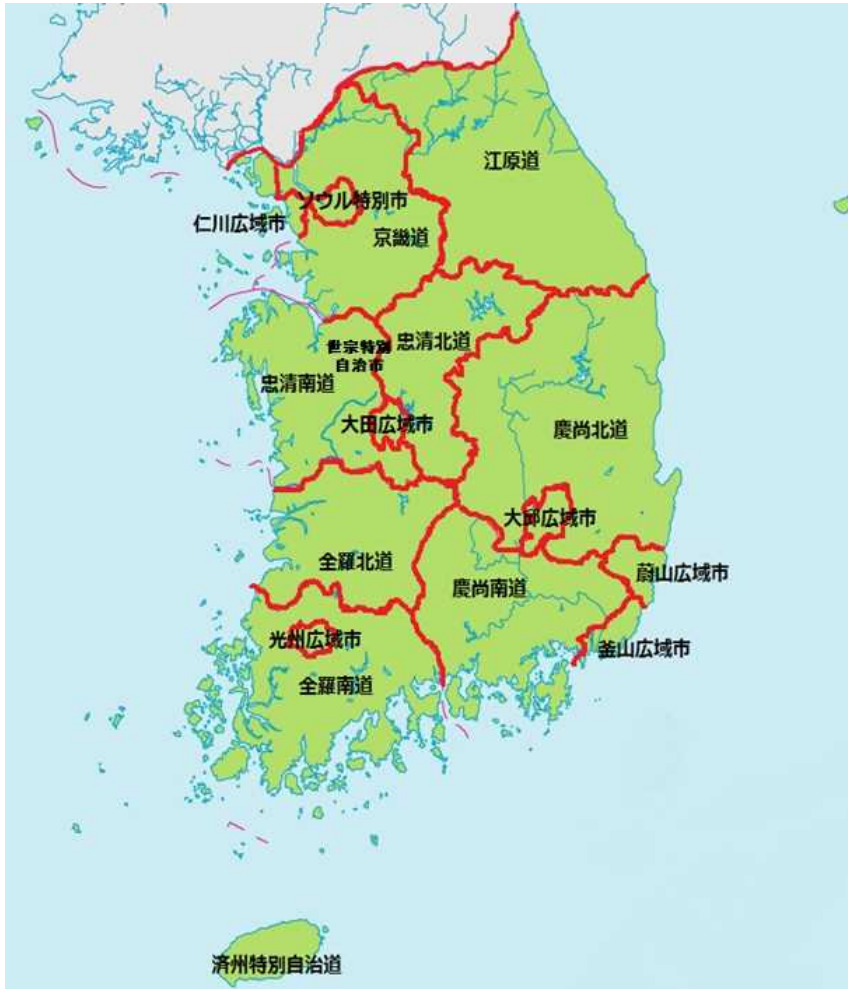 江原道
ソウル特別市
仁川広域市
京畿道
忠清北道
世宗特別
自治市
忠清南道
大田広域市
慶尚北道
大邱広域市
全羅北道
慶尚南道
蔚山広域市
光州広域市
釜山広域市
全羅南道
済州特別自治道